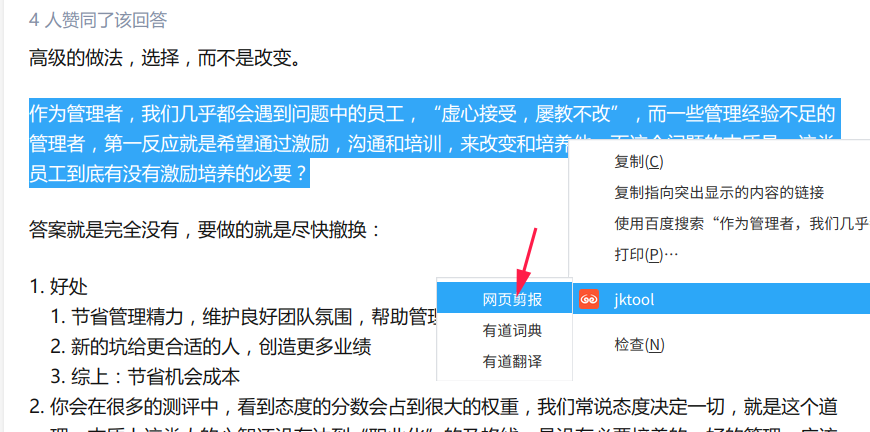 4 人赞同了该回答
高级的做法，选择，而不是改变。
作为管理者，我们几乎都会遇到问题中的员工，“虚心接受，屡教不改”，而一些管理经验不足的
管理者，第一反应就是希望通过激励，沟通和培训，来改变和培养他
员工到底有没有激励培养的必要？
复制(C)
复制指向突出显示的内容的链接
使用百度搜索“作为管理者，我们几乎
打印(P)…
jktool
检查(N)
网页剪报
有道词典
有道翻译
答案就是完全没有，要做的就是尽快撤换：
1. 好处
1. 节省管理精力，维护良好团队氛围，帮助管理
2. 新的坑给更合适的人，创造更多业绩
3. 综上：节省机会成本
2. 你会在很多的测评中，看到态度的分数会占到很大的权重，我们常说态度决定一切，就是这个道